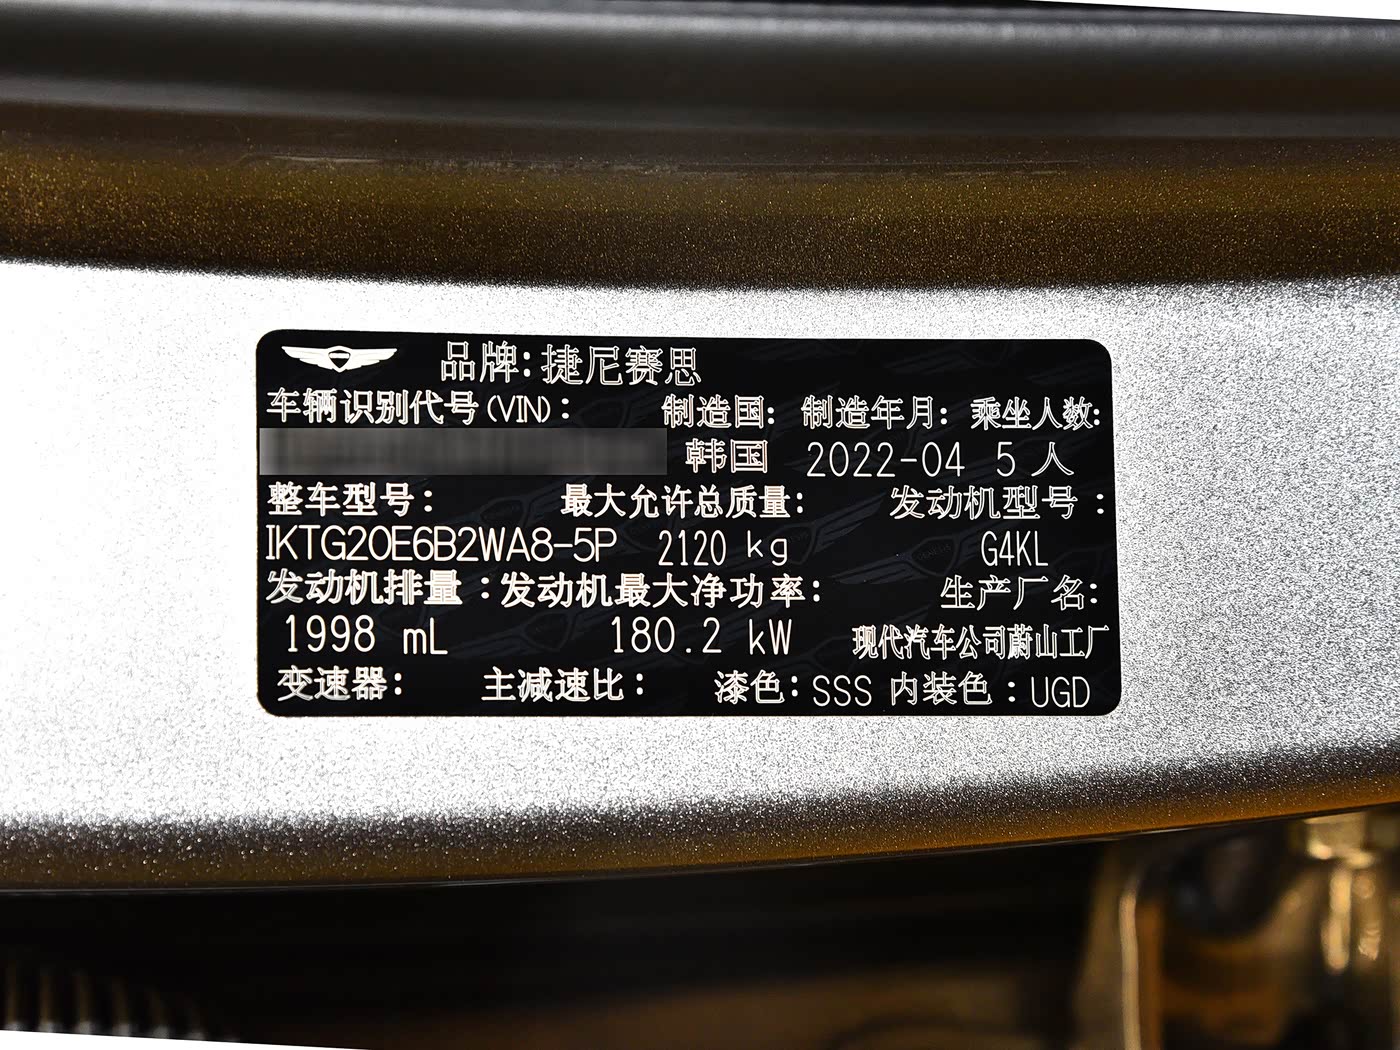 品牌:捷尼赛思
车辆识别代号(VIN): 制造国: 制造年月: 乘坐人数:
韩国 2022-04 5人
整车型号: 最大允许总质量: 发动机型号:
IKTG20E6B2WA8-5P 2120 kg G4KL
发动机排量:发动机最大净功率: 生产厂名:
1998 mL 180.2 kW 现代汽车公司蔚山工厂
变速器: 主减速比: 漆色:SSS 内装色:UGD